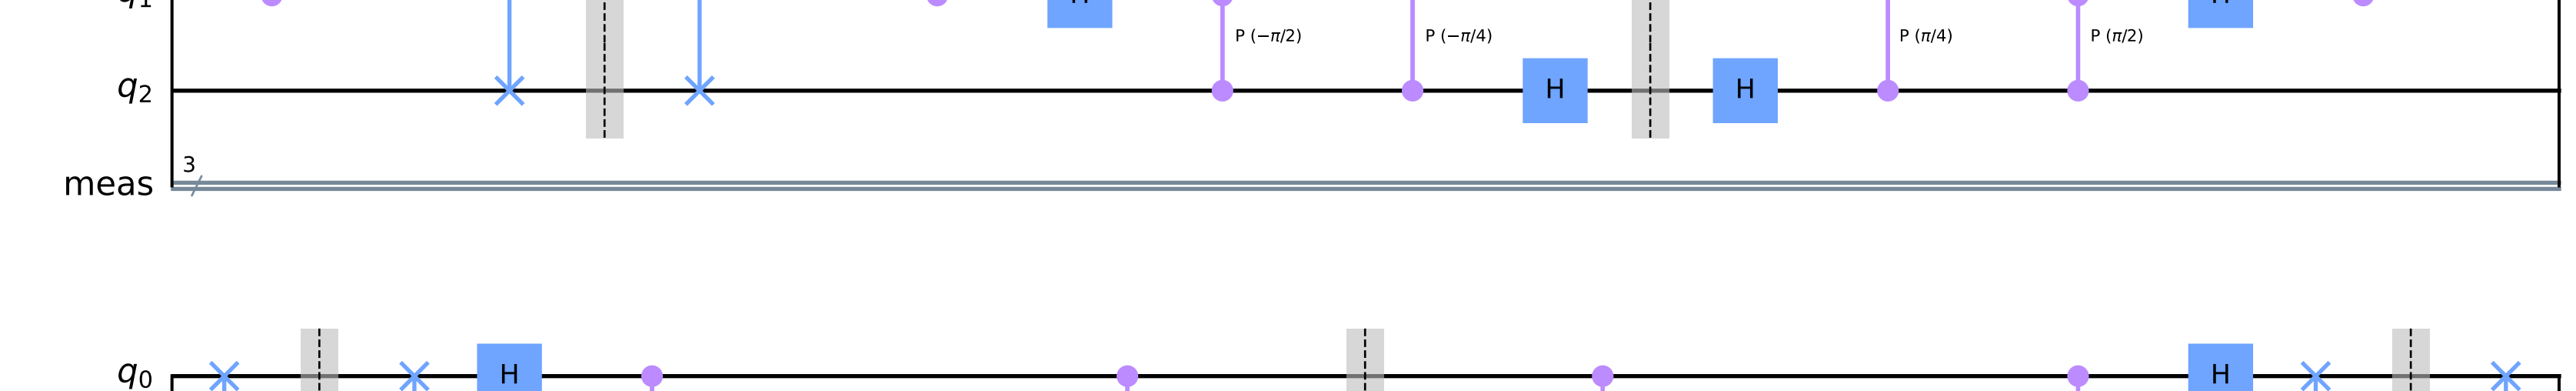 q1 H
P (−π/2) P (−π/4) P (π/4) P (π/2) H
q2 H H
3
meas
q0 H H